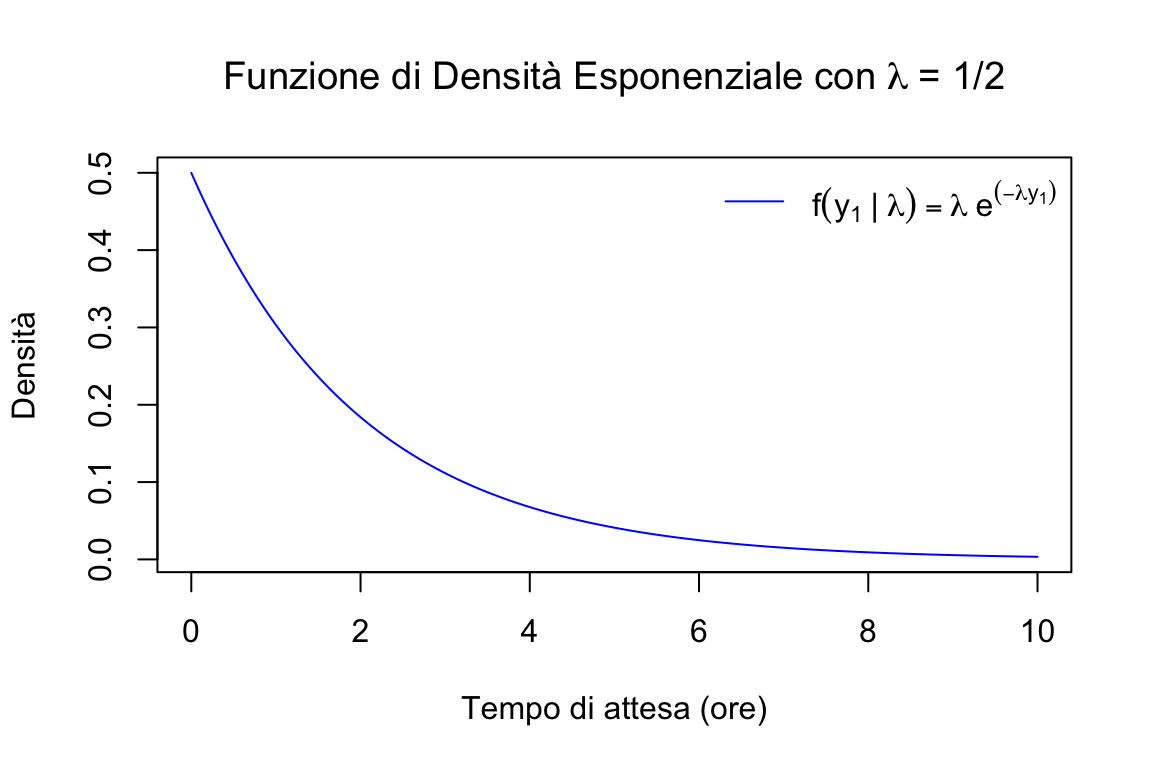 Funzione di Densità Esponenziale con λ = 1/2
f(y₁ | λ) = λ e^(−λy₁)
Densità
0.5
0.4
0.3
0.2
0.1
0.0
0 2 4 6 8 10
Tempo di attesa (ore)